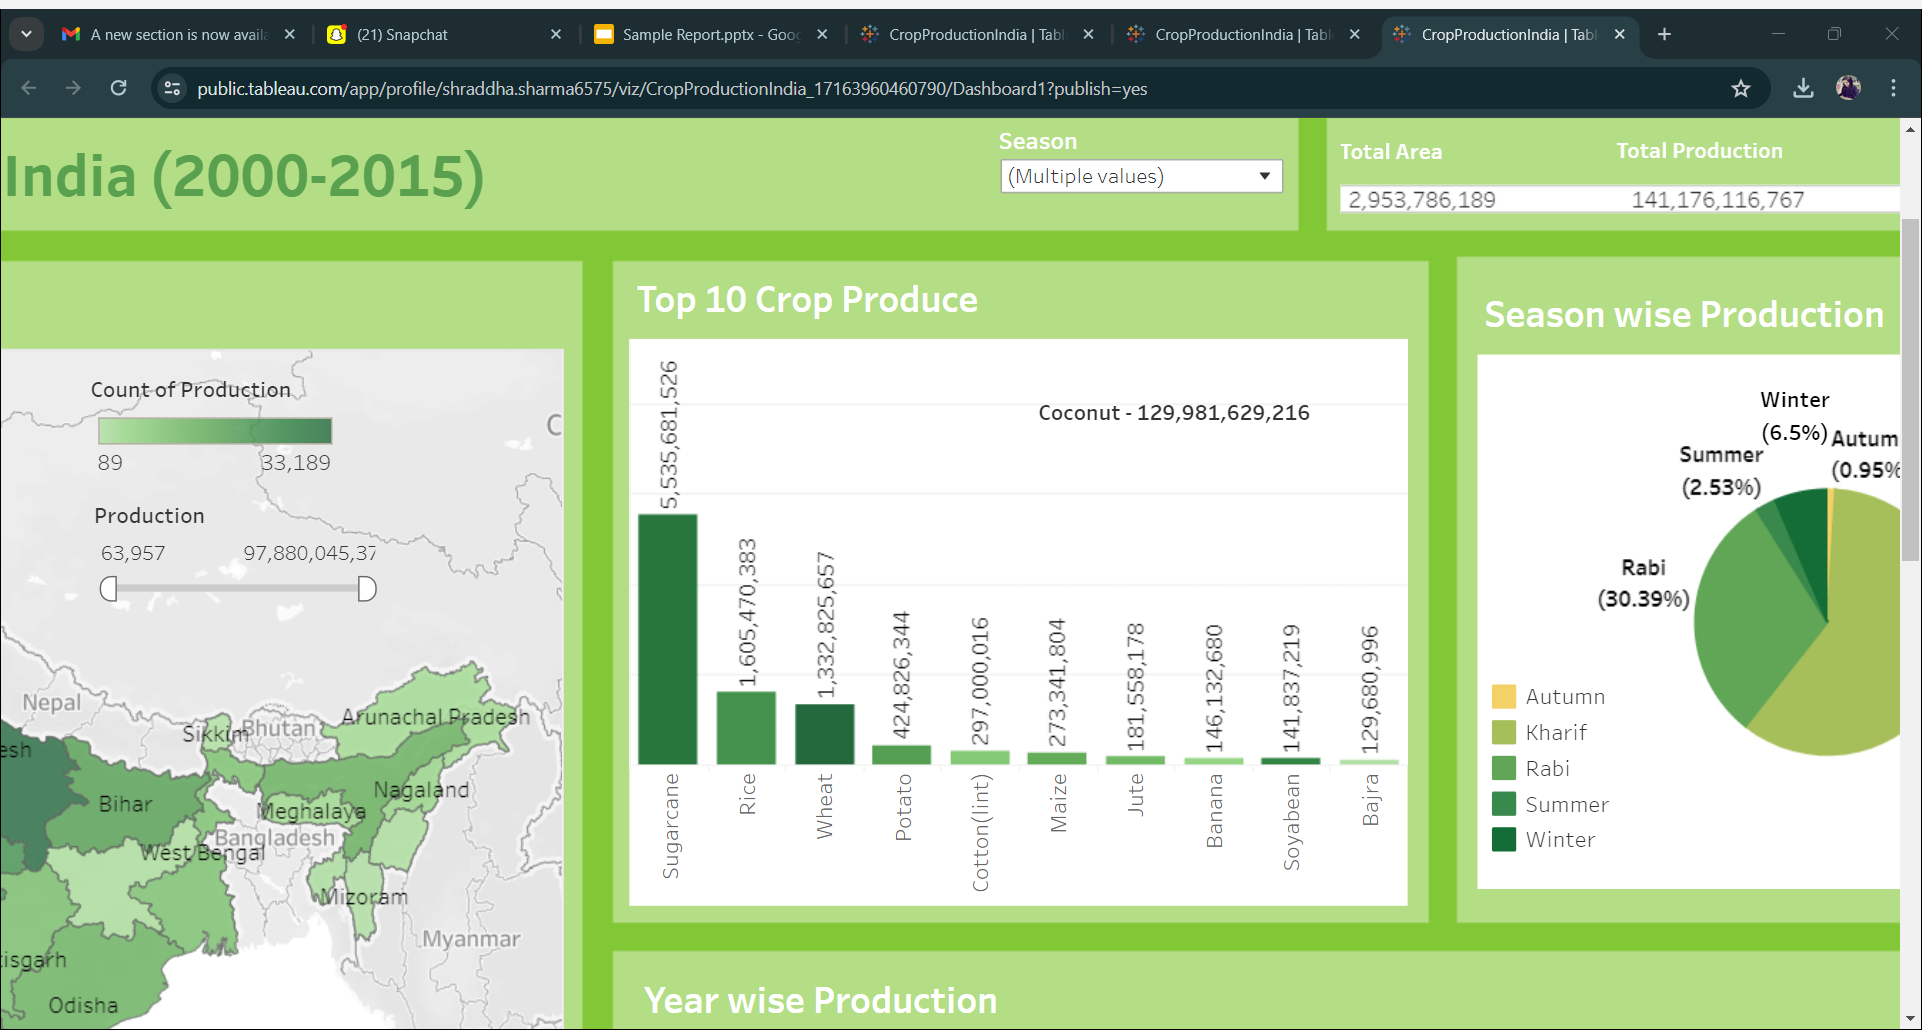 A new section is now availa
(21) Snapchat
Sample Report.pptx - Goog
CropProductionIndia | Tabl
CropProductionIndia | Tabl
CropProductionIndia | Tabl
public.tableau.com/app/profile/shraddha.sharma6575/viz/CropProductionIndia_17163960460790/Dashboard1?publish=yes
India (2000-2015)
Season
(Multiple values)
Total Area
Total Production
2,953,786,189
141,176,116,767
Count of Production
89
33,189
Production
63,957
97,880,045,37
C
Nepal
Sikkim
Bhutan
Arunachal Pradesh
esh
Bihar
Nagaland
Meghalaya
Bangladesh
West Bengal
Mizoram
Myanmar
tisgarh
Odisha
Top 10 Crop Produce
Coconut - 129,981,629,216
5,535,681,526
1,605,470,383
1,332,825,657
424,826,344
297,000,016
273,341,804
181,558,178
146,132,680
141,837,219
129,680,996
Sugarcane
Rice
Wheat
Potato
Cotton(lint)
Maize
Jute
Banana
Soyabean
Bajra
Season wise Production
Winter
(6.5%)
Autum
(0.95%
Summer
(2.53%)
Rabi
(30.39%)
Autumn
Kharif
Rabi
Summer
Winter
Year wise Production